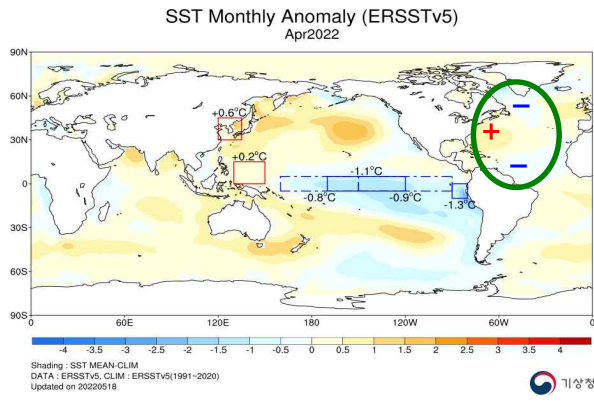 SST Monthly Anomaly (ERSSTv5)
Apr2022
90N
60N
30N
0
30S
60S
90S
+0.6°C
+0.2°C
-1.1°C
-0.8°C
-0.9°C
-1.3°C
+
−
−
0 60E 120E 180 120W 60W 0
-4 -3.5 -3 -2.5 -2 -1.5 -1 -0.5 0 0.5 1 1.5 2 2.5 3 3.5 4
Shading : SST MEAN-CLIM
DATA : ERSSTv5, CLIM : ERSSTv5(1991~2020)
Updated on 20220518
기상청